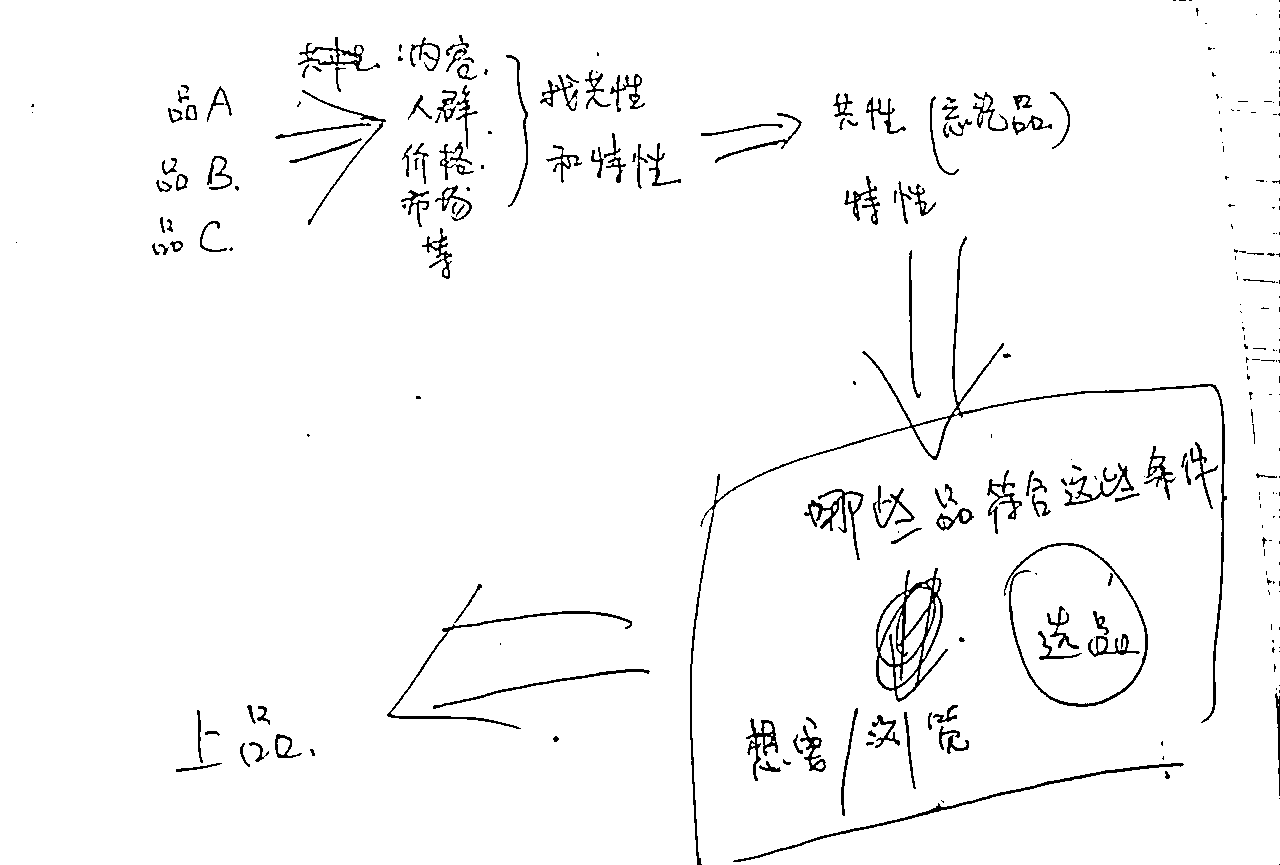 共性:内容.
品A
人群
找共性
品B.
价格.
和特性
品C.
市场
等
共性(忘记品)
特性
哪些品符合这些条件
选品
想要/浏览
上品.